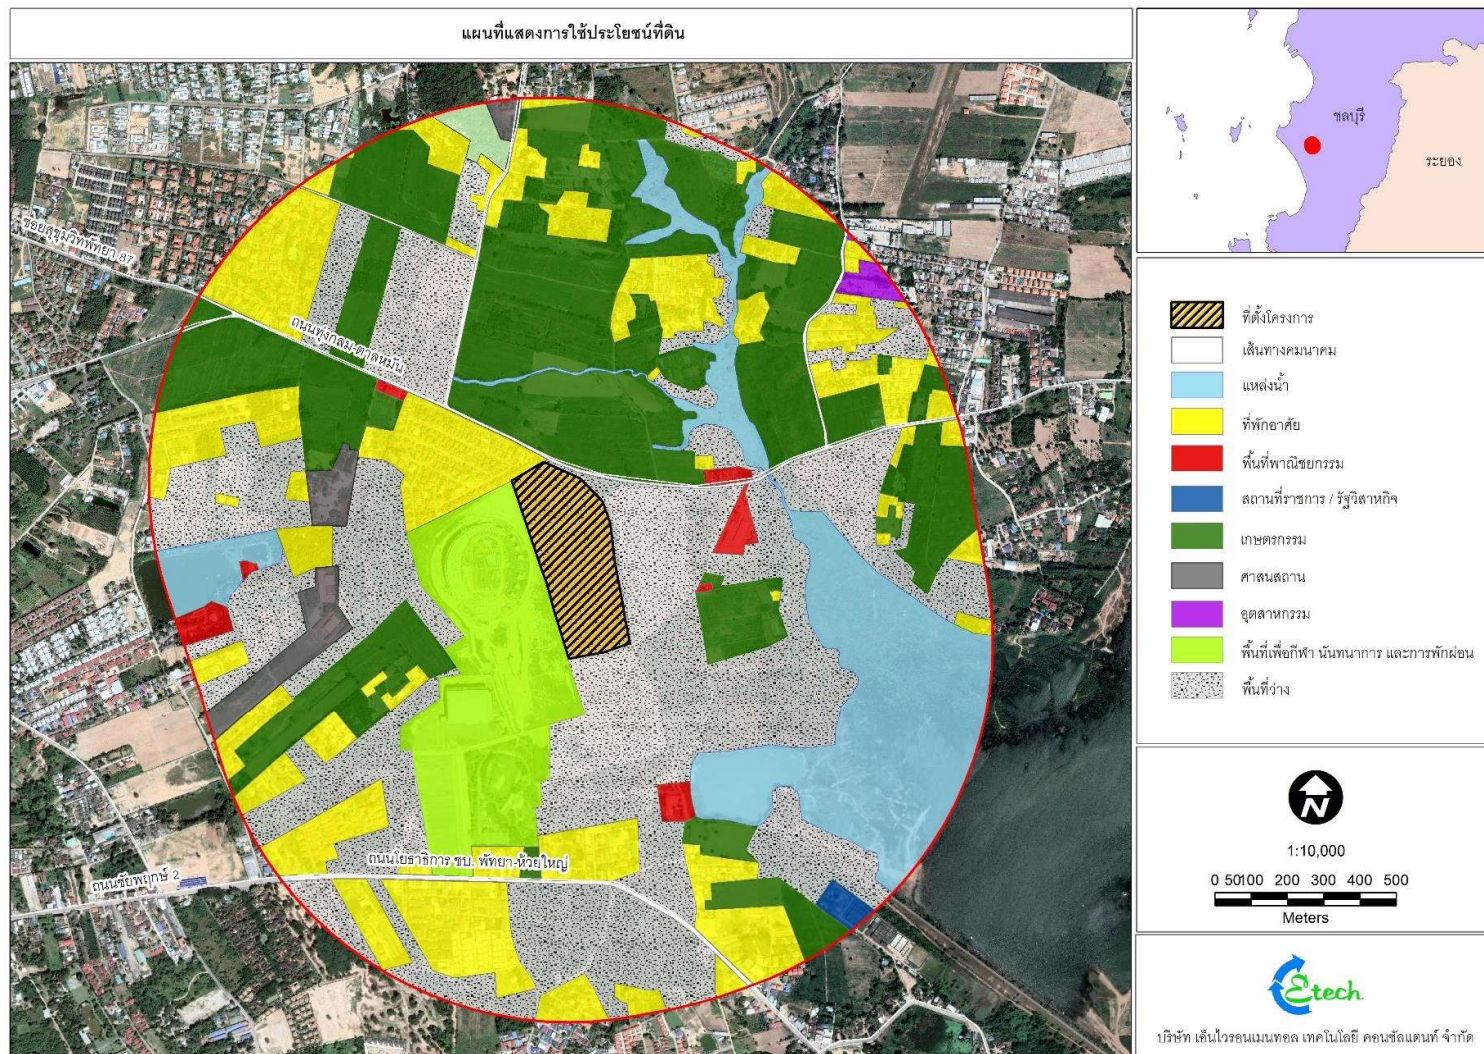 แผนที่แสดงการใช้ประโยชน์ที่ดิน
ชลบุรี
ระยอง
ซอยสุขุมวิทพัทยา 87
ถนนทุ่งกลม-ตาลหมัน
ถนนโยธาธิการ ชบ. พัทยา-ห้วยใหญ่
ถนนชัยพฤกษ์ 2
ที่ตั้งโครงการ
เส้นทางคมนาคม
แหล่งน้ำ
ที่พักอาศัย
พื้นที่พาณิชยกรรม
สถานที่ราชการ / รัฐวิสาหกิจ
เกษตรกรรม
ศาสนสถาน
อุตสาหกรรม
พื้นที่เพื่อกีฬา นันทนาการ และการพักผ่อน
พื้นที่ว่าง
N
1:10,000
0 50100 200 300 400 500
Meters
Etech
บริษัท เอ็นไวรอนเมนทอล เทคโนโลยี คอนซัลแตนท์ จำกัด